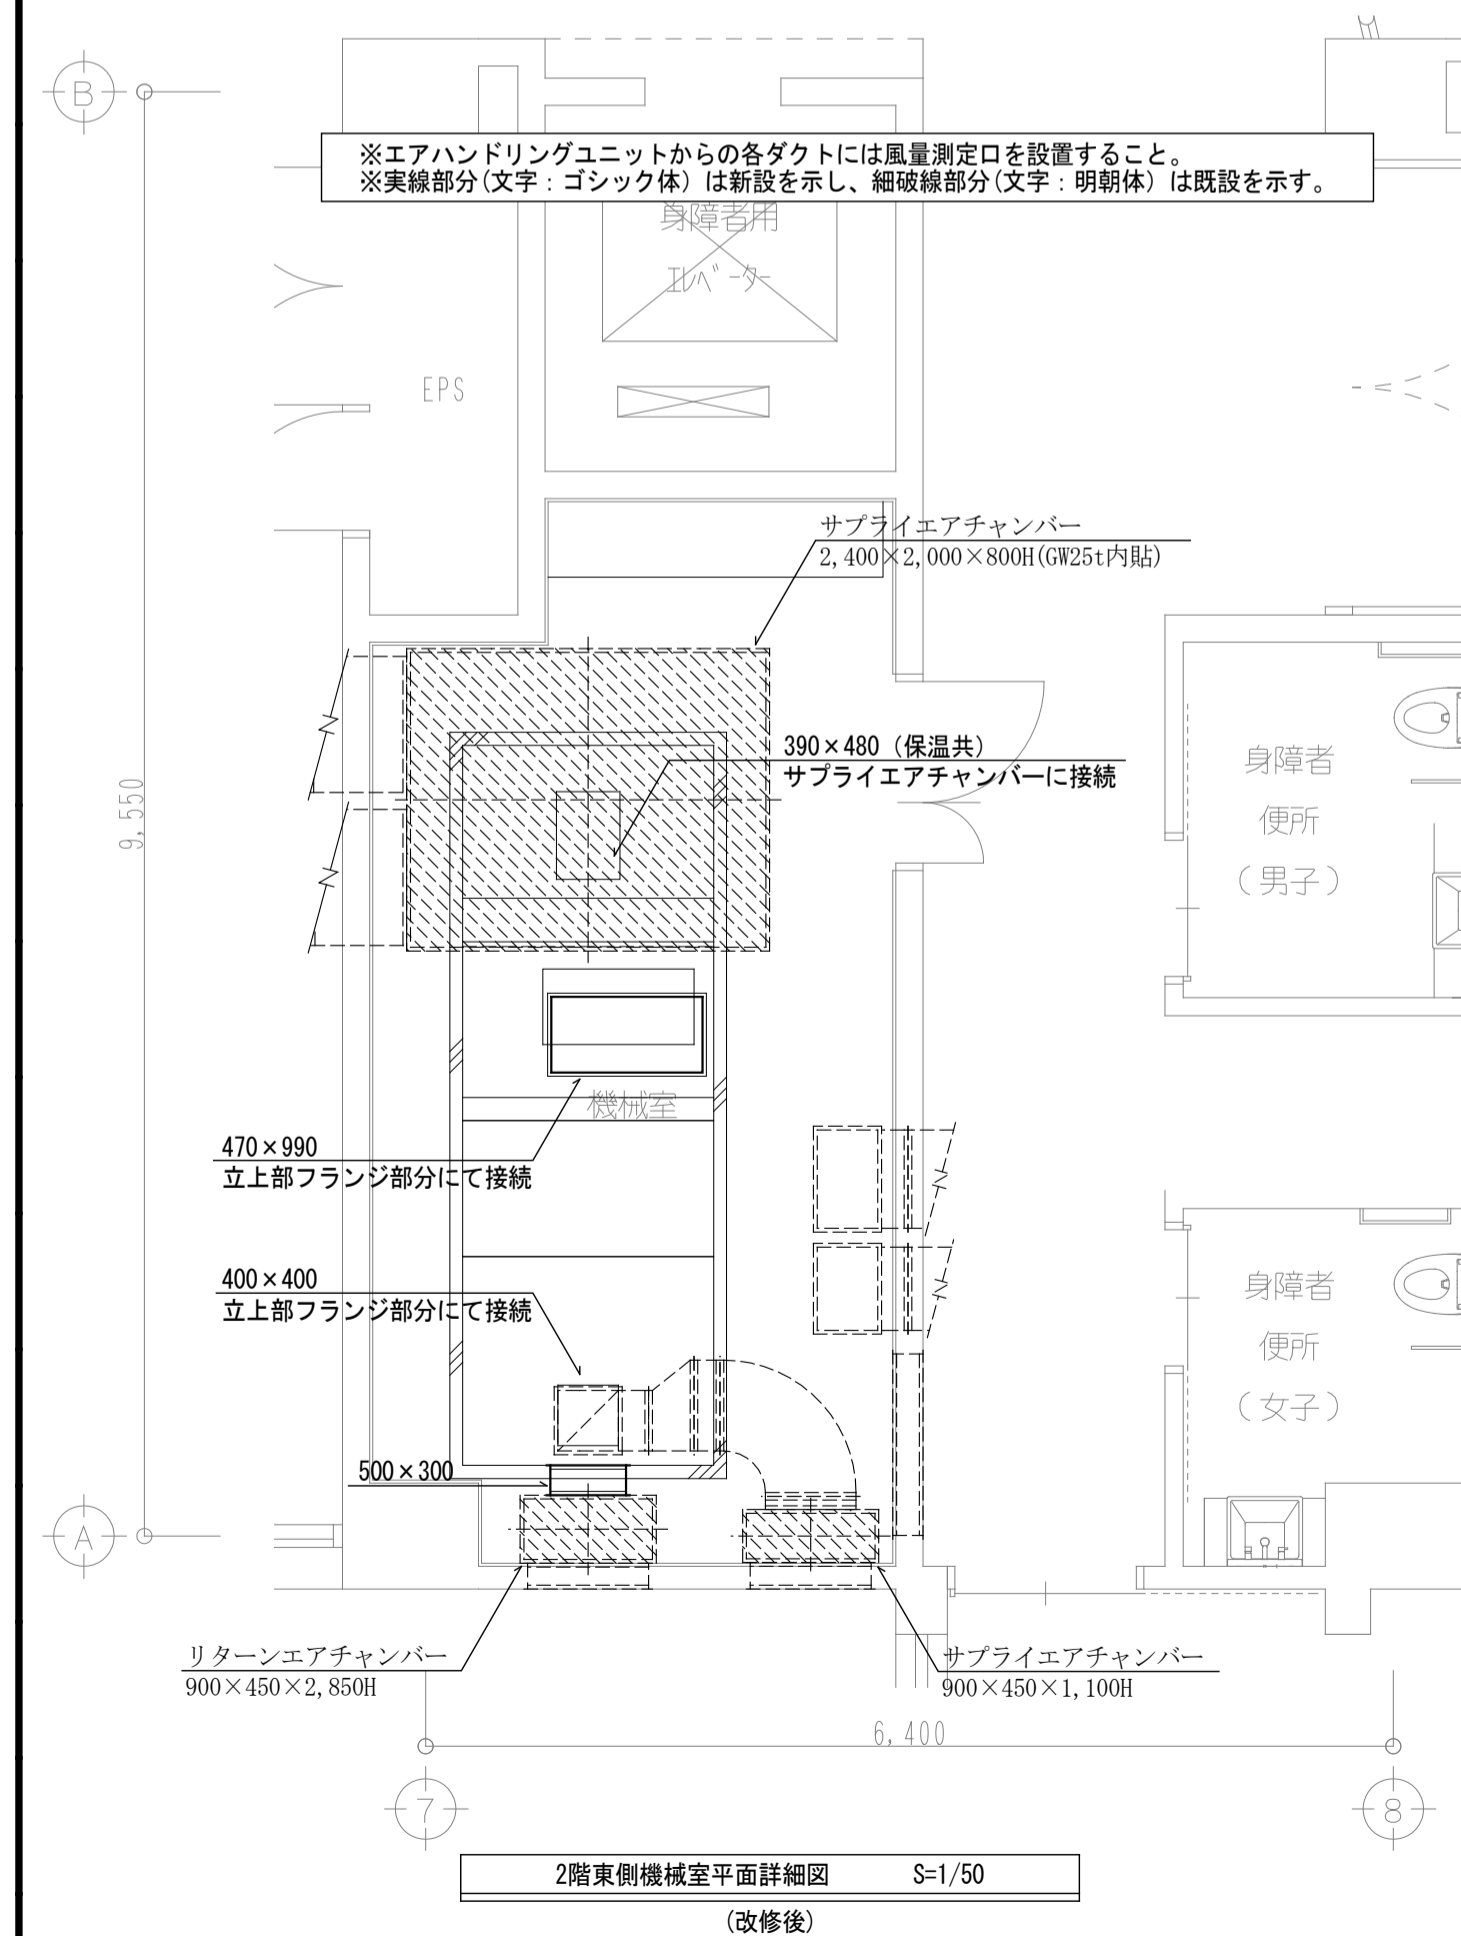 B
※エアハンドリングユニットからの各ダクトには風量測定口を設置すること。
※実線部分(文字：ゴシック体）は新設を示し、細破線部分(文字：明朝体）は既設を示す。
身障者用
エレベーター
EPS
サプライエアチャンバー
2,400×2,000×800H(GW25t内貼)
390×480（保温共）
サプライエアチャンバーに接続
身障者
便所
（男子）
9,550
機械室
470×990
立上部フランジ部分にて接続
400×400
立上部フランジ部分にて接続
身障者
便所
（女子）
500×300
A
リターンエアチャンバー
900×450×2,850H
サプライエアチャンバー
900×450×1,100H
6,400
7
8
2階東側機械室平面詳細図 S=1/50
(改修後)